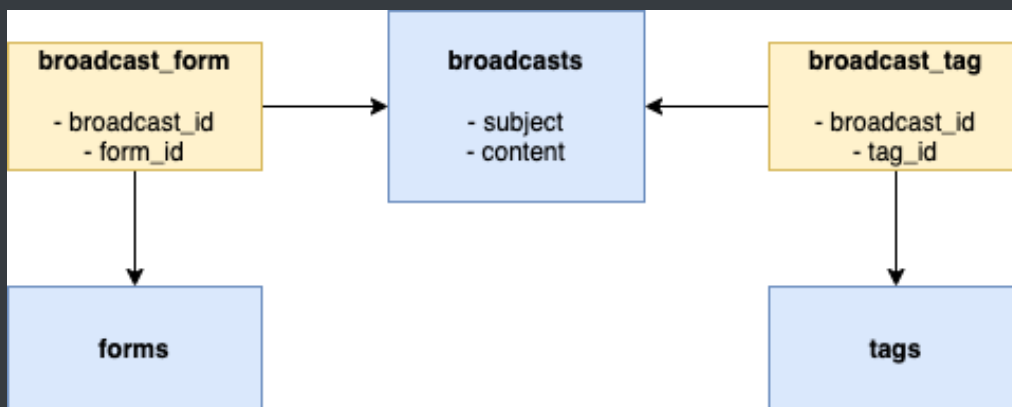 broadcast_form
- broadcast_id
- form_id
broadcasts
- subject
- content
broadcast_tag
- broadcast_id
- tag_id
forms
tags